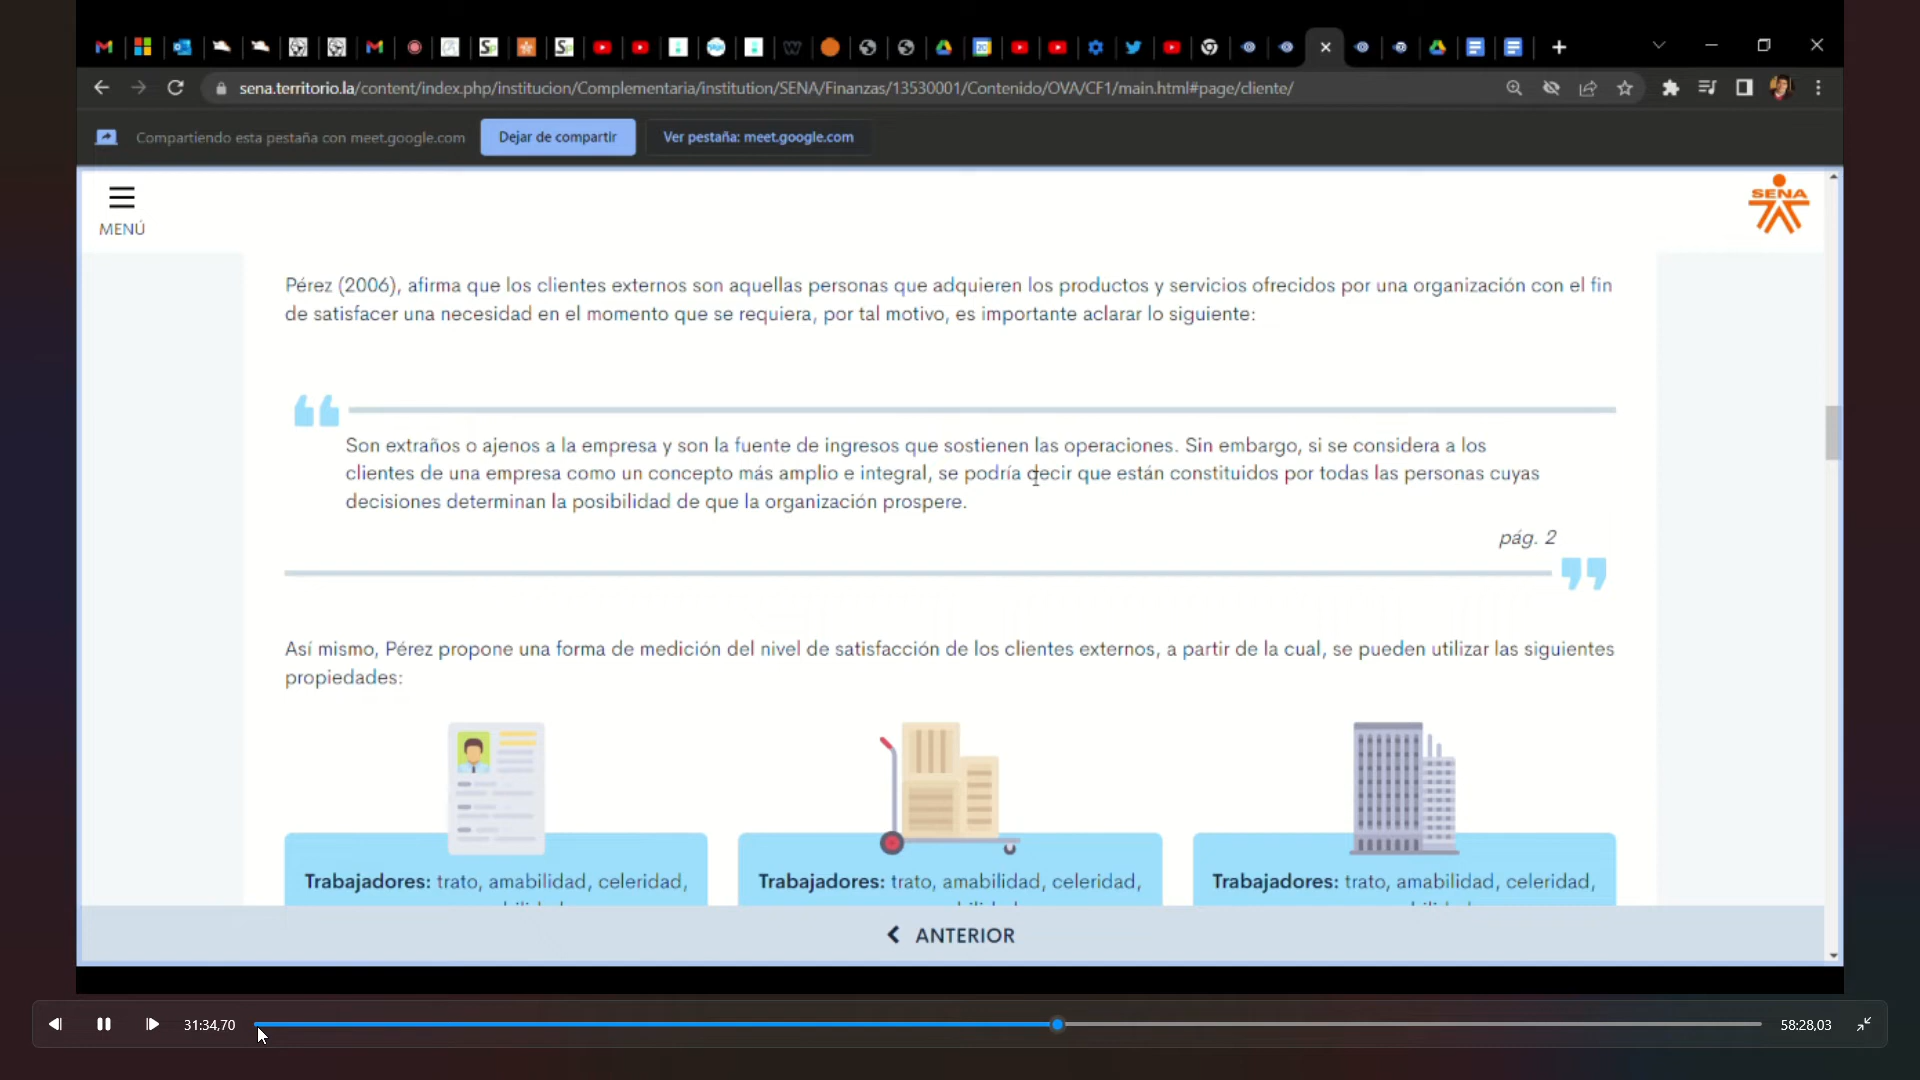 sena.territorio.la/content/index.php/institucion/Complementaria/institution/SENA/Finanzas/13530001/Contenido/OVA/CF1/main.html#page/cliente/
Compartiendo esta pestaña con meet.google.com
Dejar de compartir
Ver pestaña: meet.google.com
MENÚ
SENA
Pérez (2006), afirma que los clientes externos son aquellas personas que adquieren los productos y servicios ofrecidos por una organización con el fin
de satisfacer una necesidad en el momento que se requiera, por tal motivo, es importante aclarar lo siguiente:
Son extraños o ajenos a la empresa y son la fuente de ingresos que sostienen las operaciones. Sin embargo, si se considera a los
clientes de una empresa como un concepto más amplio e integral, se podría decir que están constituidos por todas las personas cuyas
decisiones determinan la posibilidad de que la organización prospere.
pág. 2
Así mismo, Pérez propone una forma de medición del nivel de satisfacción de los clientes externos, a partir de la cual, se pueden utilizar las siguientes
propiedades:
Trabajadores: trato, amabilidad, celeridad,
Trabajadores: trato, amabilidad, celeridad,
Trabajadores: trato, amabilidad, celeridad,
ANTERIOR
31:34,70
58:28,03